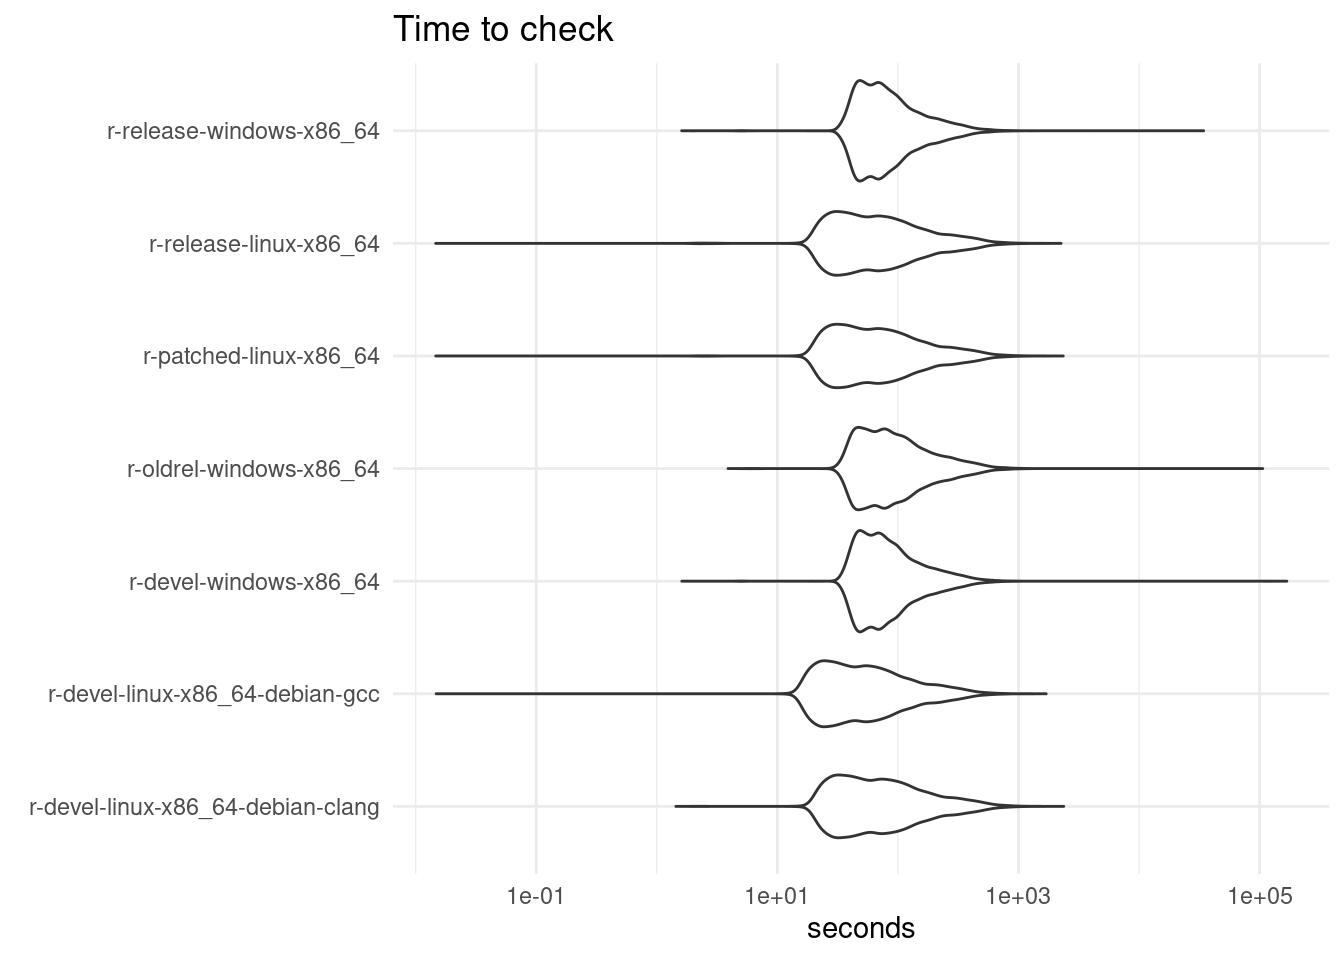 Time to check
r-release-windows-x86_64
r-release-linux-x86_64
r-patched-linux-x86_64
r-oldrel-windows-x86_64
r-devel-windows-x86_64
r-devel-linux-x86_64-debian-gcc
r-devel-linux-x86_64-debian-clang
1e-01 1e+01 1e+03 1e+05
seconds